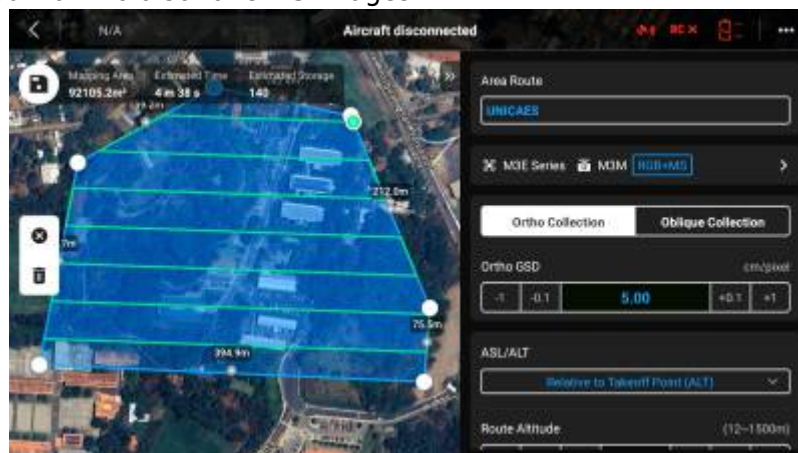 N/A
Aircraft disconnected
RC
Mapping Area
Estimated Time
Estimated Storage
92105.2m²
4 m 38 s
140
212.0m
7m
75.5m
394.9m
Area Route
UNICAES
M3E Series
M3M
RGB+MS
Ortho Collection
Oblique Collection
Ortho GSD
cm/pixel
-1
-0.1
5.00
+0.1
+1
ASL/ALT
Relative to Takeoff Point (ALT)
Route Altitude
(12~1500m)